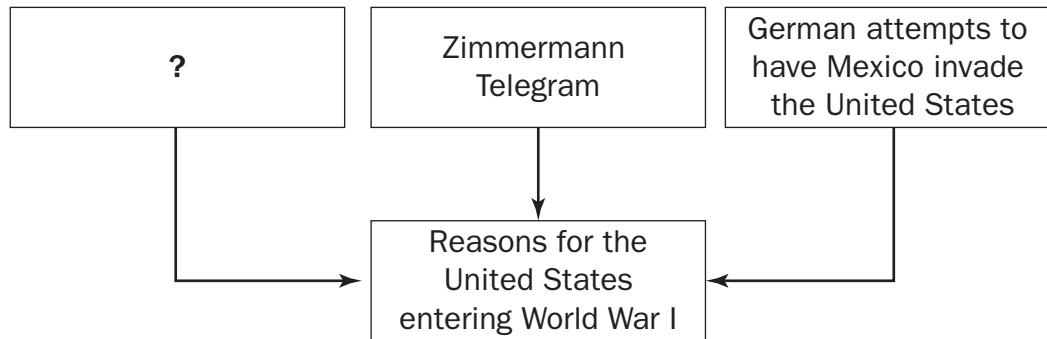 ?
Zimmermann
Telegram
German attempts to
have Mexico invade
the United States
Reasons for the
United States
entering World War I